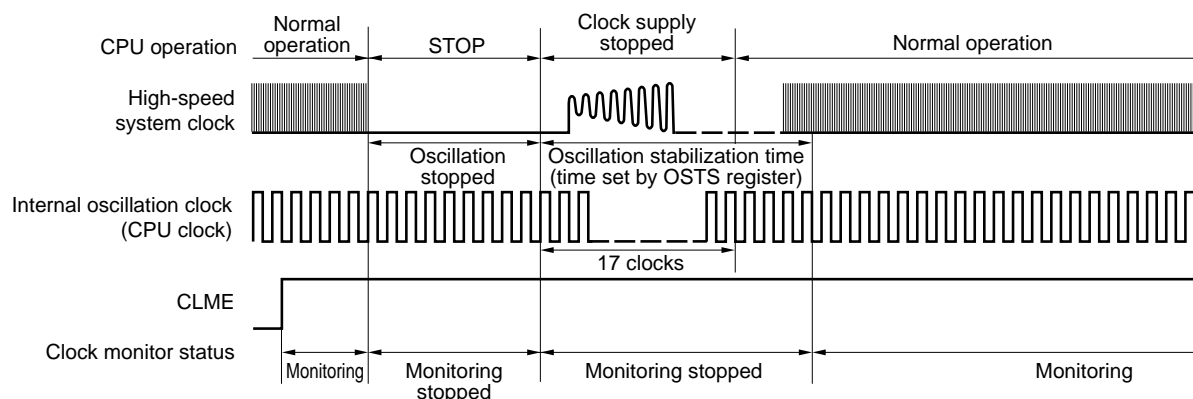 CPU operation
Normal
operation
STOP
Clock supply
stopped
Normal operation
High-speed
system clock
Oscillation
stopped
Oscillation stabilization time
(time set by OSTS register)
Internal oscillation clock
(CPU clock)
17 clocks
CLME
Clock monitor status
Monitoring
Monitoring
stopped
Monitoring stopped
Monitoring